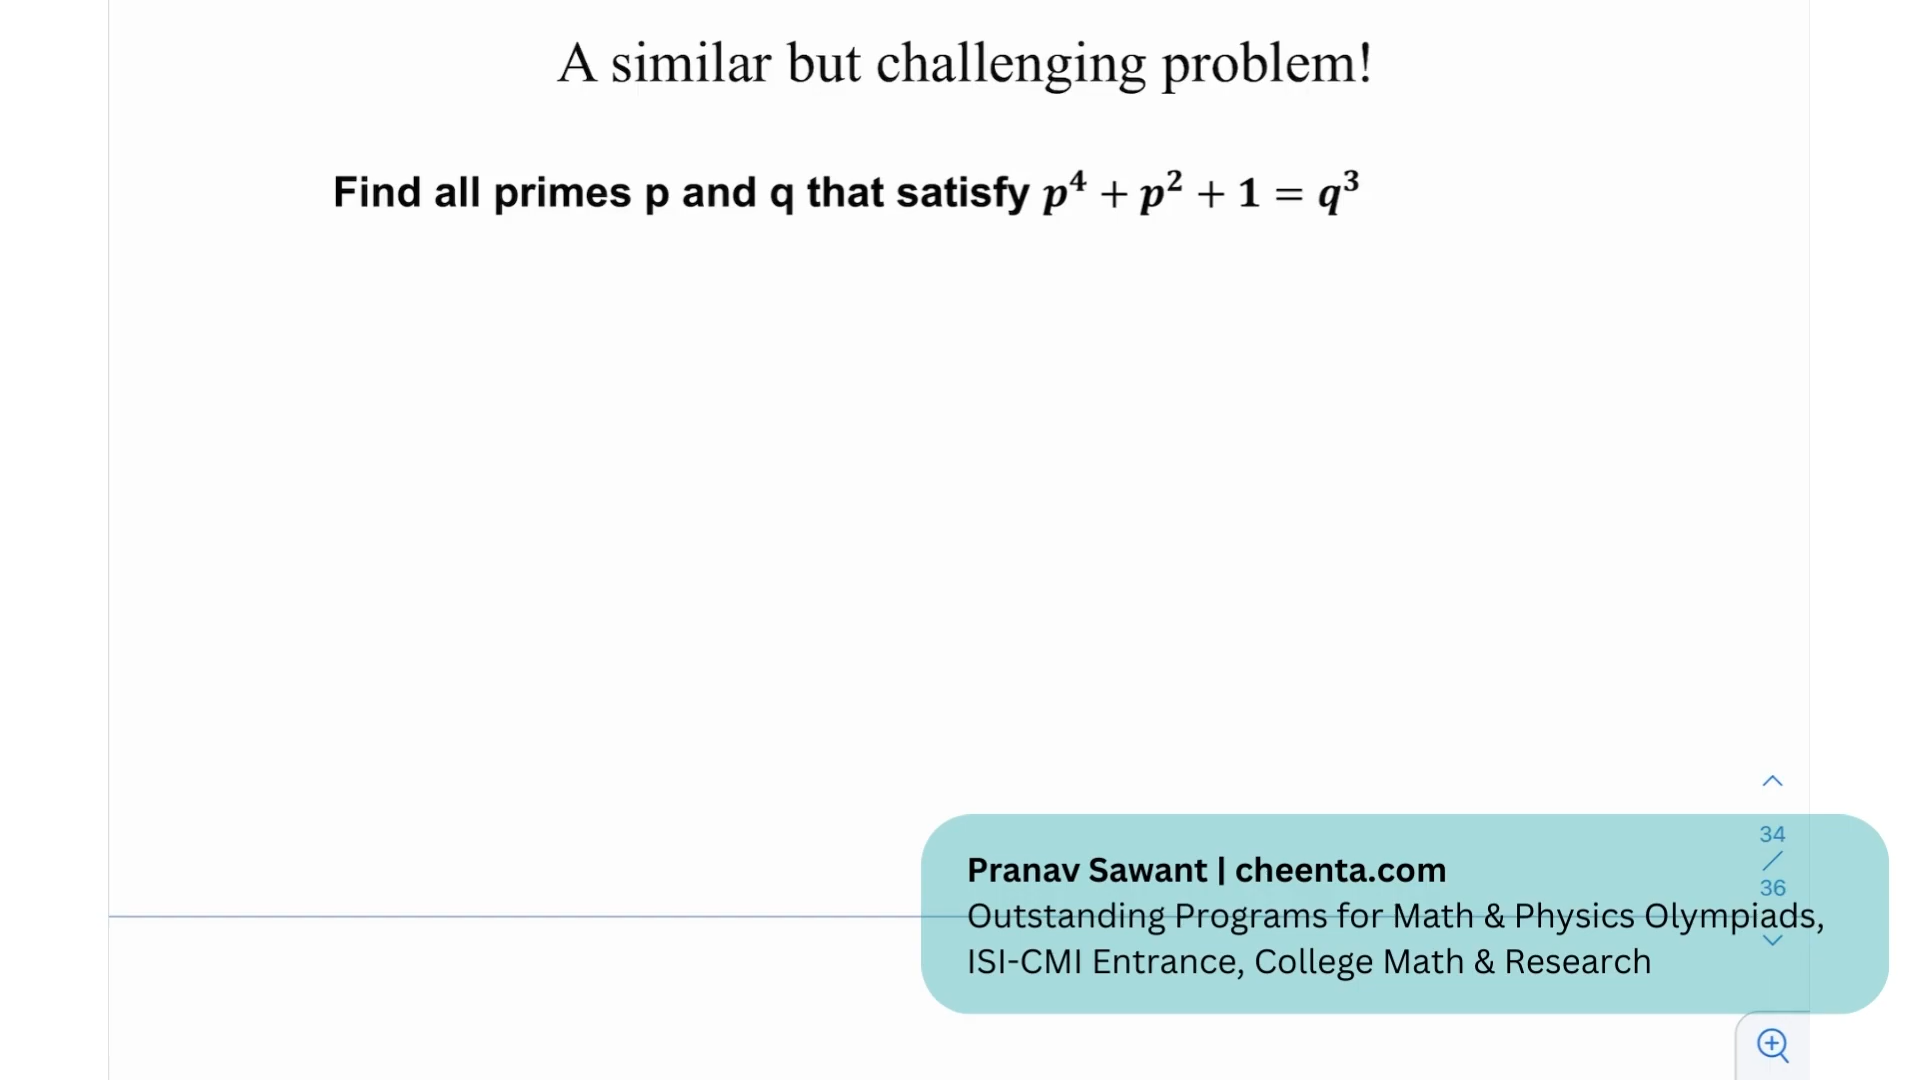 A similar but challenging problem!
Find all primes p and q that satisfy p⁴ + p² + 1 = q³
34
/
36
Pranav Sawant | cheenta.com
Outstanding Programs for Math & Physics Olympiads,
ISI-CMI Entrance, College Math & Research